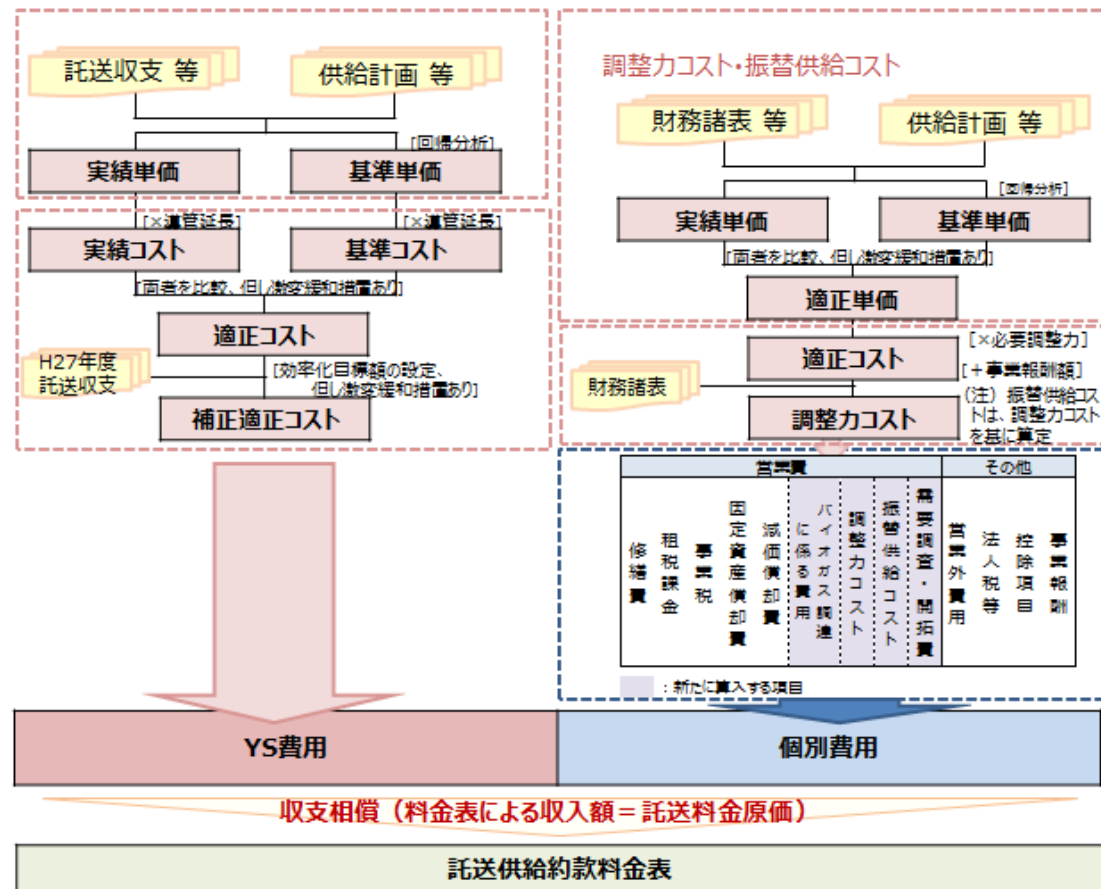 託送収支 等
供給計画 等
[回帰分析]
実績単価
基準単価
[×導管延長]
[×導管延長]
実績コスト
基準コスト
[両者を比較、但し激変緩和措置あり]
適正コスト
H27年度
託送収支
[効率化目標額の設定、
但し激変緩和措置あり]
補正適正コスト
調整力コスト・振替供給コスト
財務諸表 等
供給計画 等
[回帰分析]
実績単価
基準単価
[両者を比較、但し激変緩和措置あり]
適正単価
適正コスト
[×必要調整力]
財務諸表
[+事業報酬額]
調整力コスト
(注)振替供給コス
トは、調整力コスト
を基に算定
営業費
その他
修繕費
租税課金
事業税
固定資産償却費
減価償却費
バイオガス調達
に係る費用
調整力コスト
振替供給コスト
需要調査・開拓費
営業外費用
法人税等
控除項目
事業報酬
:新たに算入する項目
YS費用
個別費用
収支相償(料金表による収入額=託送料金原価)
託送供給約款料金表